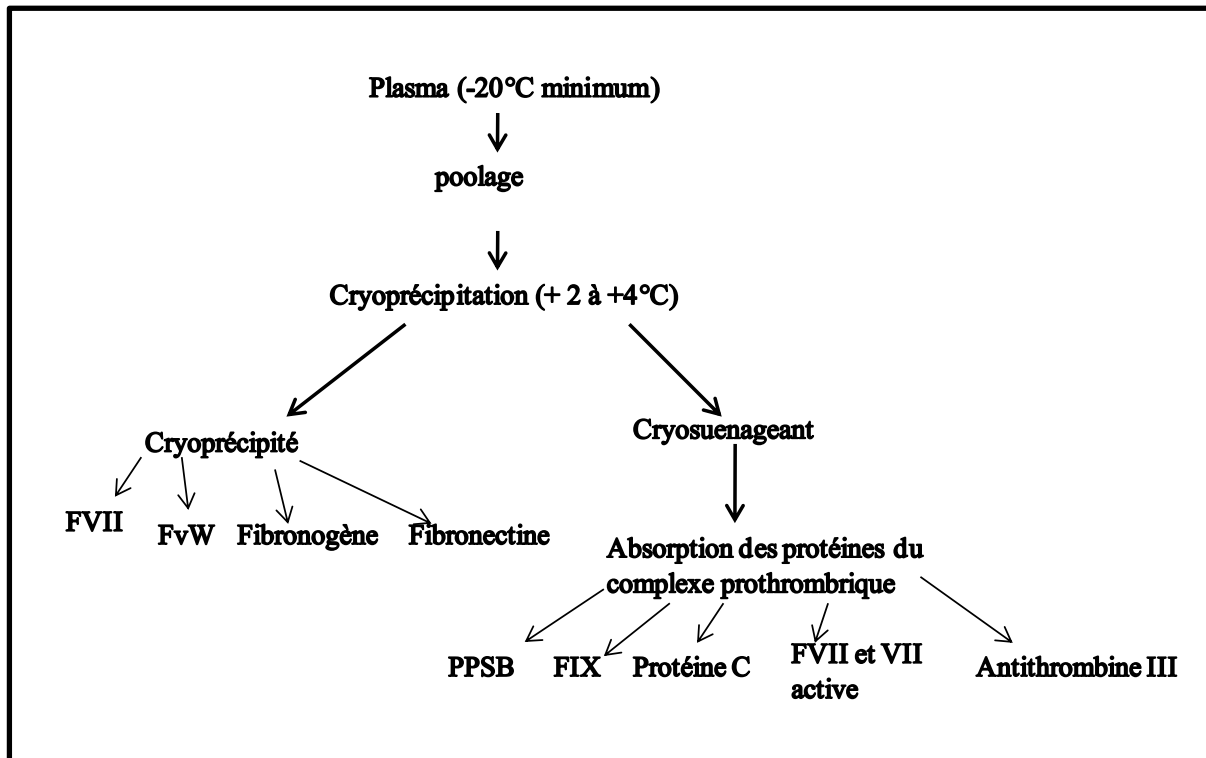 Plasma (-20°C minimum)
poolage
Cryoprécipitation (+ 2 à +4°C)
Cryoprécipité
Cryosuenageant
FVII
FvW
Fibronogène
Fibronectine
Absorption des protéines du
complexe prothrombrique
PPSB
FIX
Protéine C
FVII et VII
active
Antithrombine III